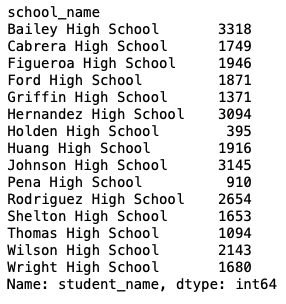 school_name
Bailey High School 3318
Cabrera High School 1749
Figueroa High School 1946
Ford High School 1871
Griffin High School 1371
Hernandez High School 3094
Holden High School 395
Huang High School 1916
Johnson High School 3145
Pena High School 910
Rodriguez High School 2654
Shelton High School 1653
Thomas High School 1094
Wilson High School 2143
Wright High School 1680
Name: student_name, dtype: int64